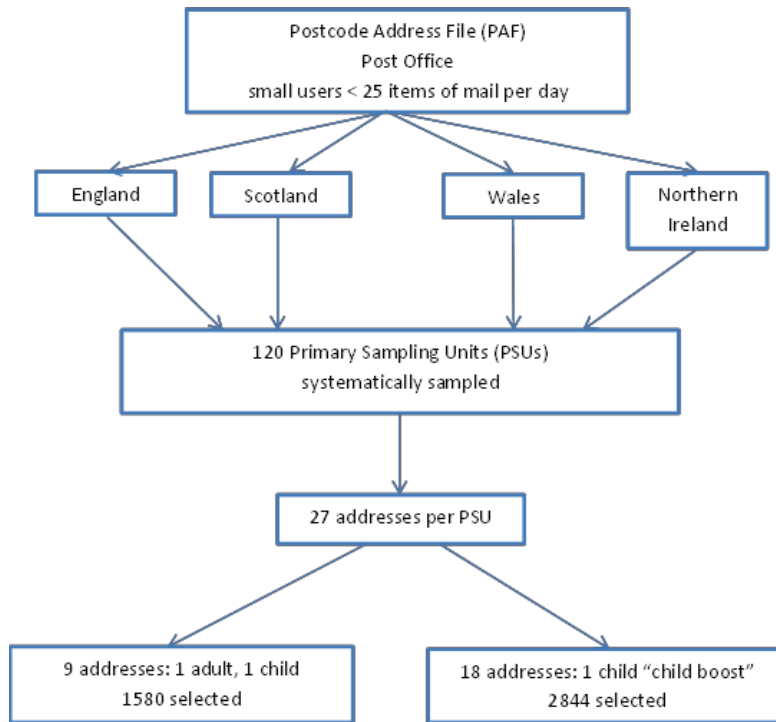 Postcode Address File (PAF)
Post Office
small users < 25 items of mail per day
England
Scotland
Wales
Northern
Ireland
120 Primary Sampling Units (PSUs)
systematically sampled
27 addresses per PSU
9 addresses: 1 adult, 1 child
1580 selected
18 addresses: 1 child “child boost”
2844 selected